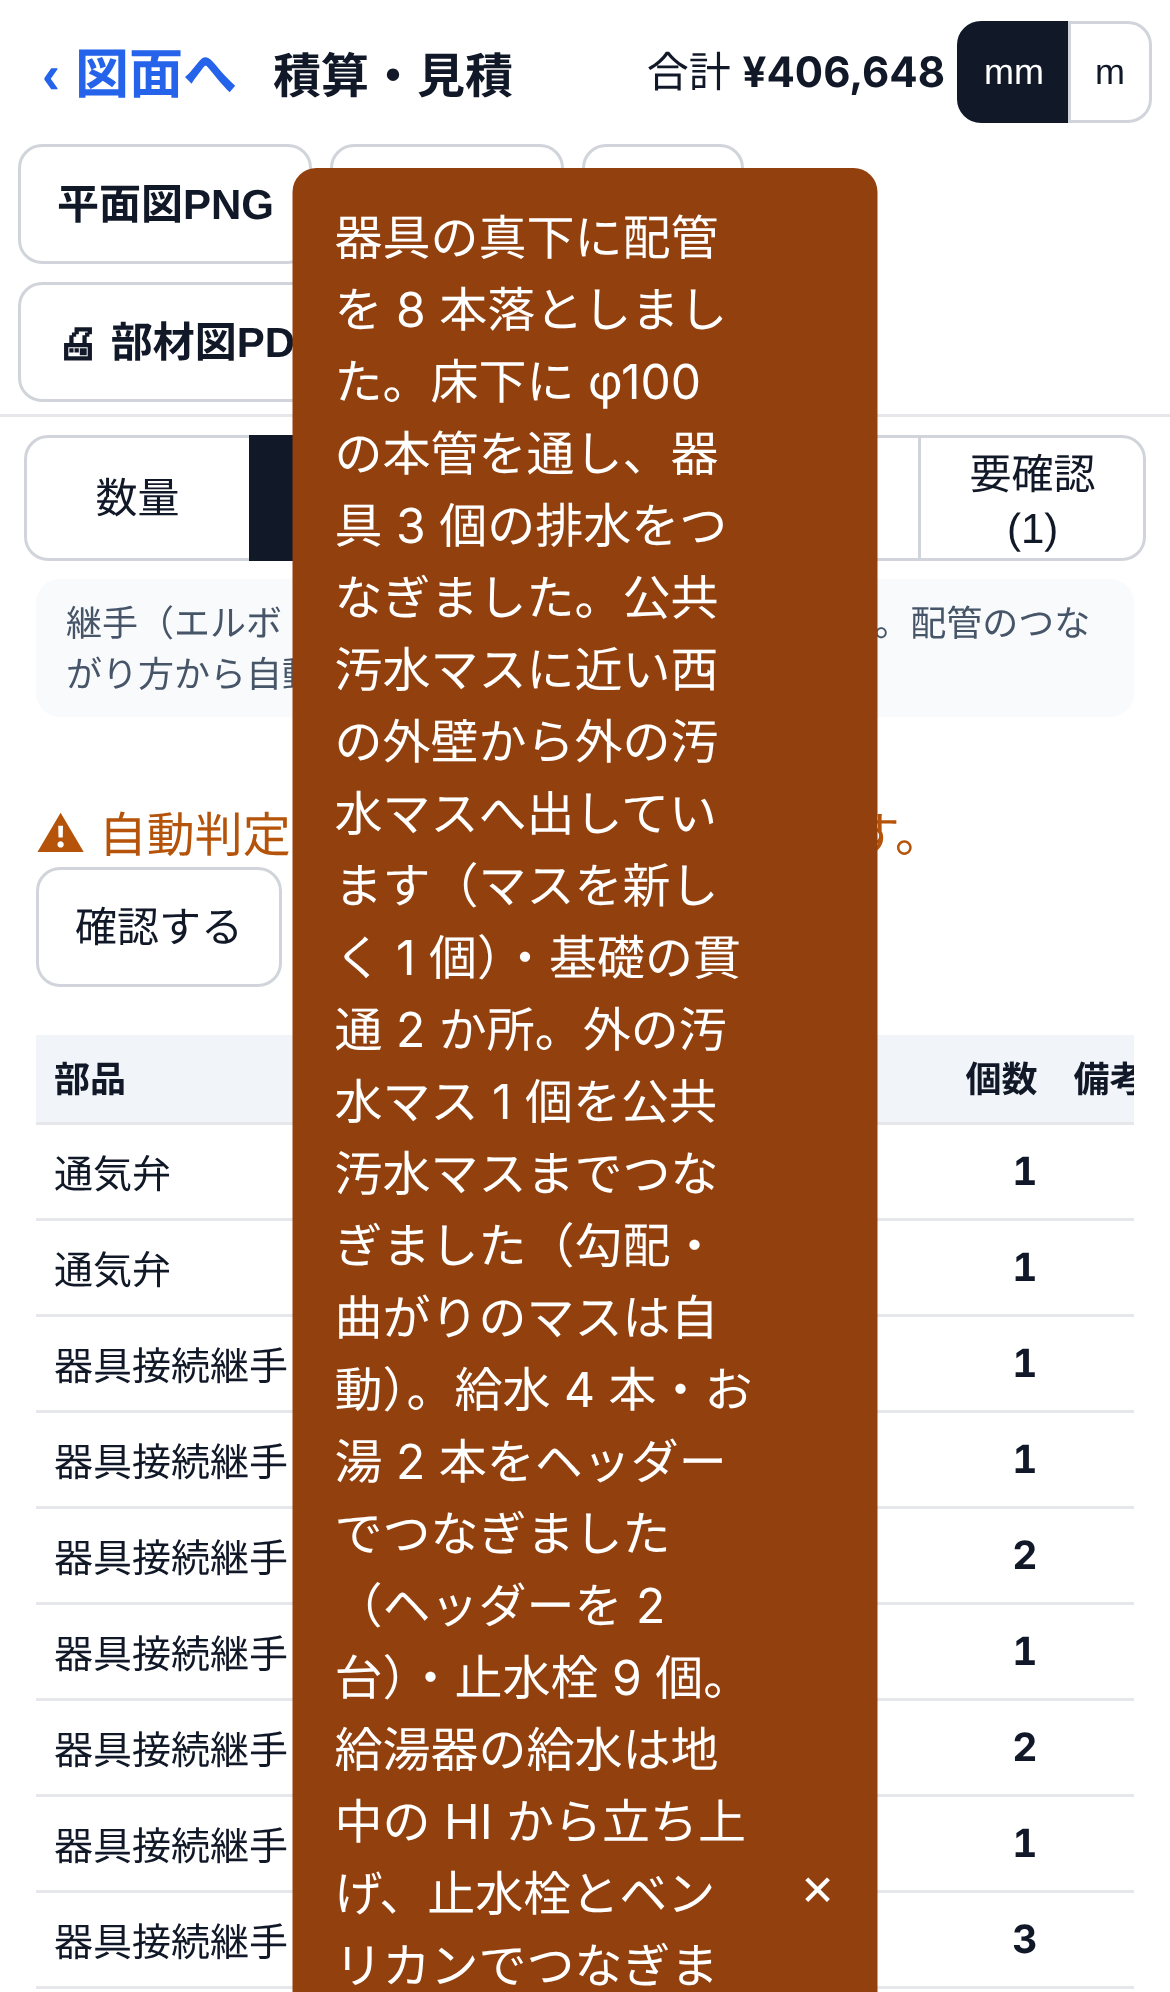 ‹ 図面へ 積算・見積 合計 ¥406,648 mm m
平面図PNG
部材図PD
数量
要確認
(1)
継手（エルボ
。配管のつな
がり方から自動
自動判定
す。
確認する
部品 個数 備考
通気弁 1
通気弁 1
器具接続継手 1
器具接続継手 1
器具接続継手 2
器具接続継手 1
器具接続継手 2
器具接続継手 1
器具接続継手 3
器具の真下に配管
を 8 本落としまし
た。床下に φ100
の本管を通し、器
具 3 個の排水をつ
なぎました。公共
汚水マスに近い西
の外壁から外の汚
水マスへ出してい
ます（マスを新し
く 1 個）・基礎の貫
通 2 か所。外の汚
水マス 1 個を公共
汚水マスまでつな
ぎました（勾配・
曲がりのマスは自
動）。給水 4 本・お
湯 2 本をヘッダー
でつなぎました
（ヘッダーを 2
台）・止水栓 9 個。
給湯器の給水は地
中の HI から立ち上
げ、止水栓とベン
リカンでつなぎま
×